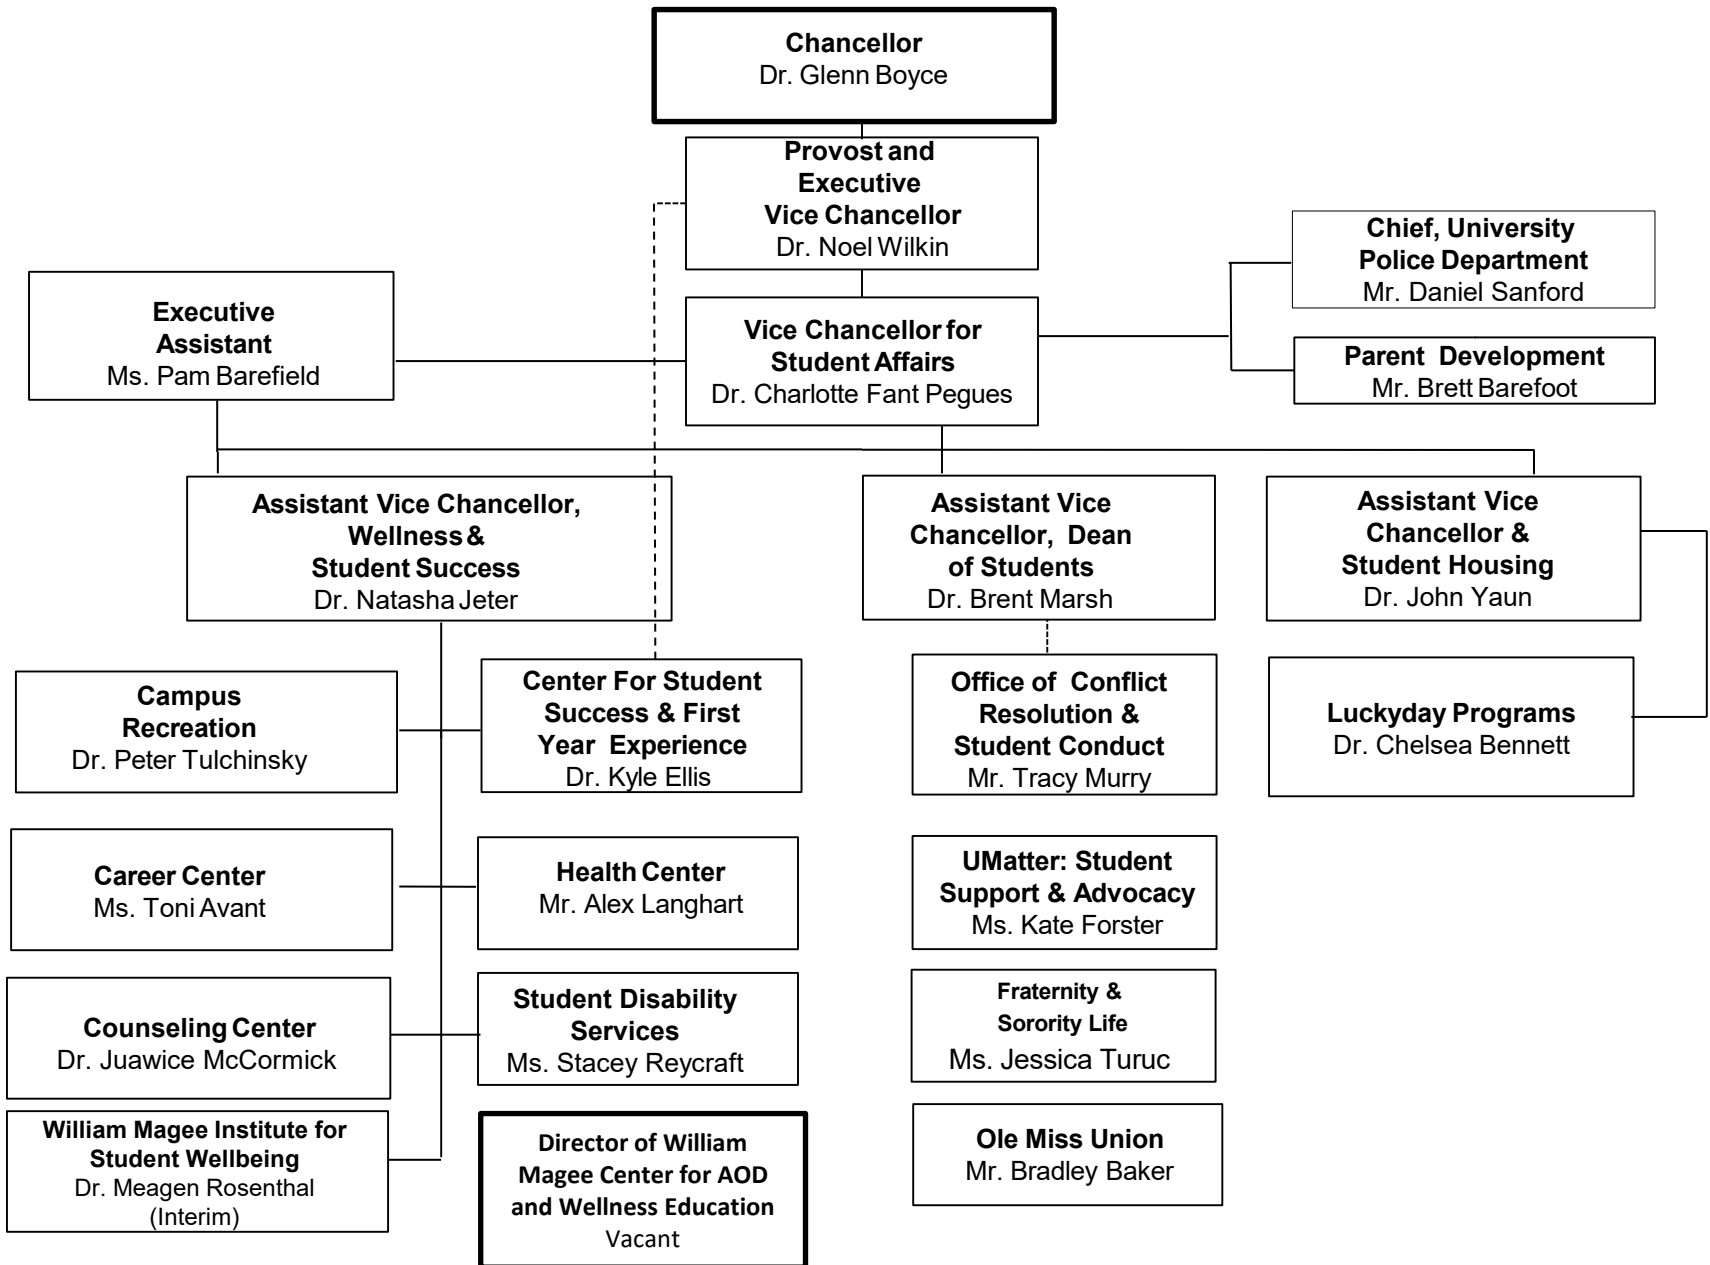 Chancellor
Dr. Glenn Boyce
Provost and
Executive
Vice Chancellor
Dr. Noel Wilkin
Chief, University
Police Department
Mr. Daniel Sanford
Executive
Assistant
Ms. Pam Barefield
Vice Chancellor for
Student Affairs
Dr. Charlotte Fant Pegues
Parent Development
Mr. Brett Barefoot
Assistant Vice Chancellor,
Wellness &
Student Success
Dr. Natasha Jeter
Assistant Vice
Chancellor, Dean
of Students
Dr. Brent Marsh
Assistant Vice
Chancellor &
Student Housing
Dr. John Yaun
Campus
Recreation
Dr. Peter Tulchinsky
Center For Student
Success & First
Year Experience
Dr. Kyle Ellis
Office of Conflict
Resolution &
Student Conduct
Mr. Tracy Murry
Luckyday Programs
Dr. Chelsea Bennett
Career Center
Ms. Toni Avant
Health Center
Mr. Alex Langhart
UMatter: Student
Support & Advocacy
Ms. Kate Forster
Counseling Center
Dr. Juawice McCormick
Student Disability
Services
Ms. Stacey Reycraft
Fraternity &
Sorority Life
Ms. Jessica Turuc
William Magee Institute for
Student Wellbeing
Dr. Meagen Rosenthal
(Interim)
Director of William
Magee Center for AOD
and Wellness Education
Vacant
Ole Miss Union
Mr. Bradley Baker